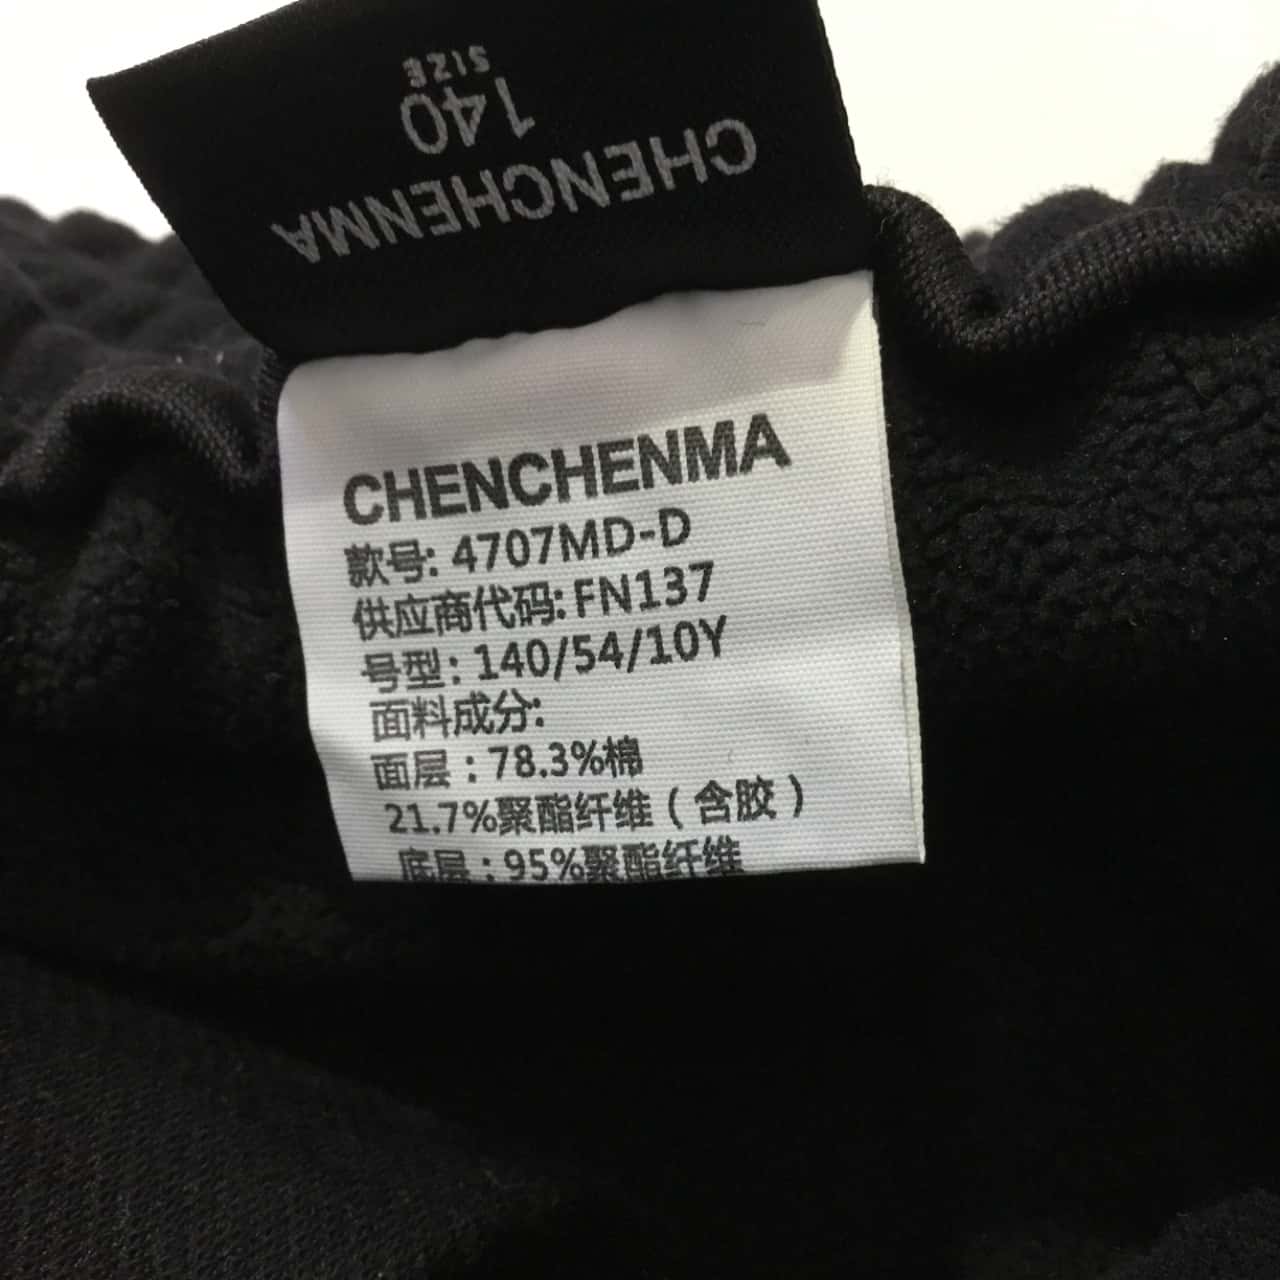 CHENCHENMA
140
SIZE
CHENCHENMA
款号: 4707MD-D
供应商代码: FN137
号型: 140/54/10Y
面料成分:
面层: 78.3%棉
21.7%聚酯纤维(含胶)
底层: 95%聚酯纤维